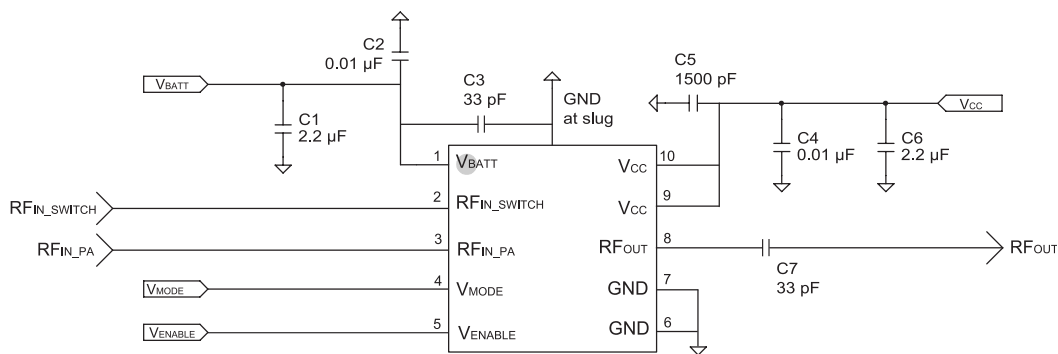 C2
0.01 µF
VBATT
C3
33 pF
GND
at slug
C5
1500 pF
VCC
C1
2.2 µF
C4
0.01 µF
C6
2.2 µF
1
VBATT
10
VCC
RFIN_SWITCH
2
RFIN_SWITCH
9
VCC
RFIN_PA
3
RFIN_PA
RFOUT
8
C7
33 pF
RFOUT
VMODE
4
VMODE
GND
7
VENABLE
5
VENABLE
GND
6